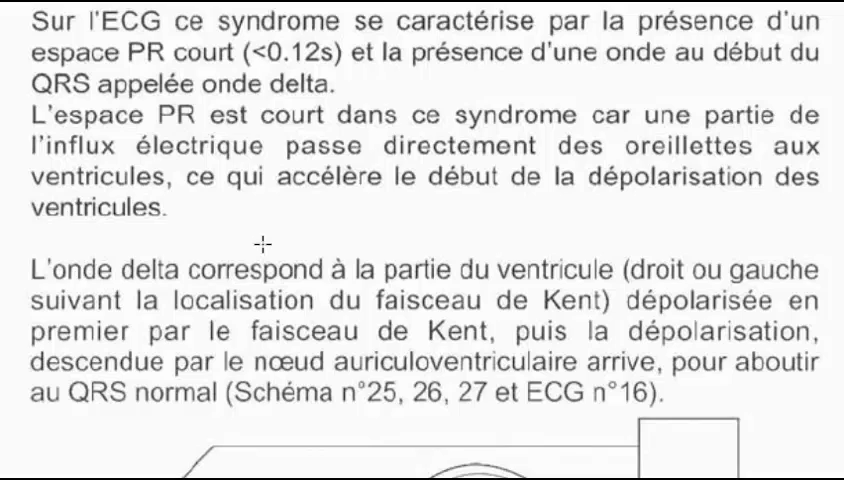 Sur l'ECG ce syndrome se caractérise par la présence d'un
espace PR court (<0.12s) et la présence d'une onde au début du
QRS appelée onde delta.
L'espace PR est court dans ce syndrome car une partie de
l'influx électrique passe directement des oreillettes aux
ventricules, ce qui accélère le début de la dépolarisation des
ventricules.
L'onde delta correspond à la partie du ventricule (droit ou gauche
suivant la localisation du faisceau de Kent) dépolarisée en
premier par le faisceau de Kent, puis la dépolarisation,
descendue par le nœud auriculoventriculaire arrive, pour aboutir
au QRS normal (Schéma n°25, 26, 27 et ECG n°16).